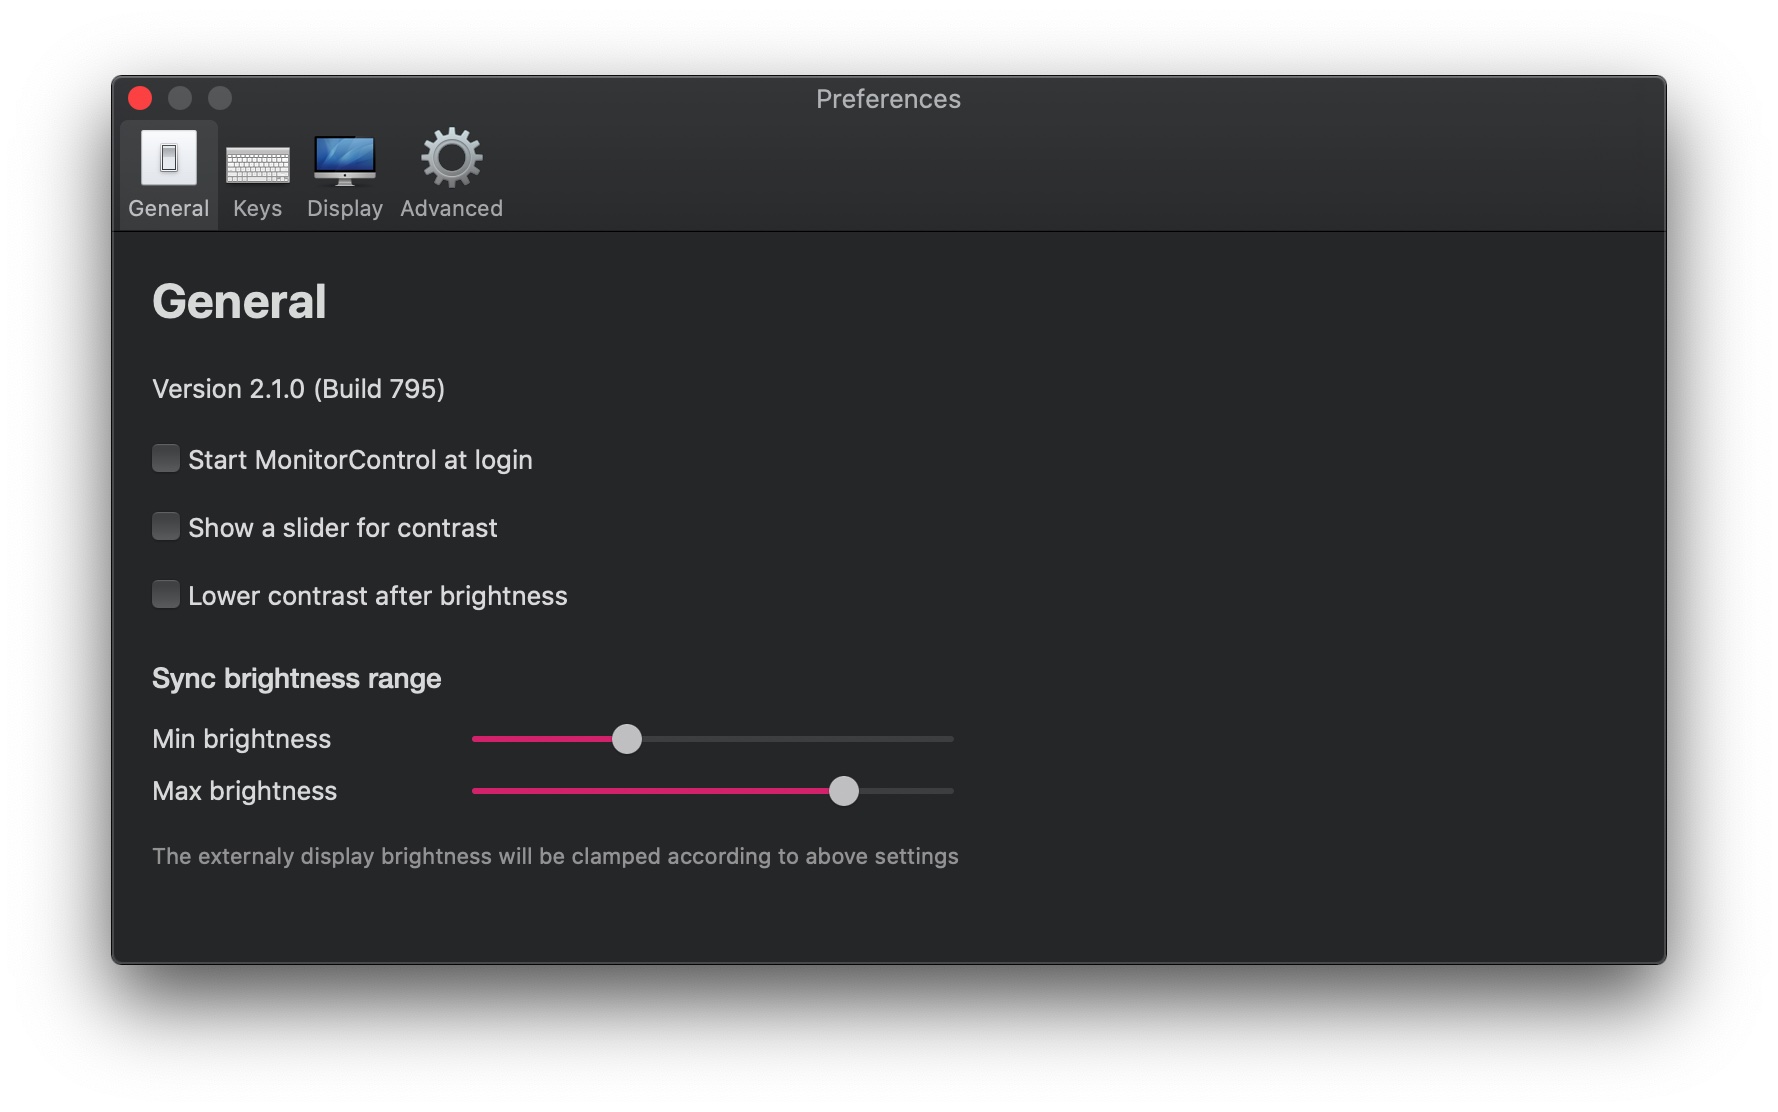 Preferences
General Keys Display Advanced
General
Version 2.1.0 (Build 795)
Start MonitorControl at login
Show a slider for contrast
Lower contrast after brightness
Sync brightness range
Min brightness
Max brightness
The externaly display brightness will be clamped according to above settings